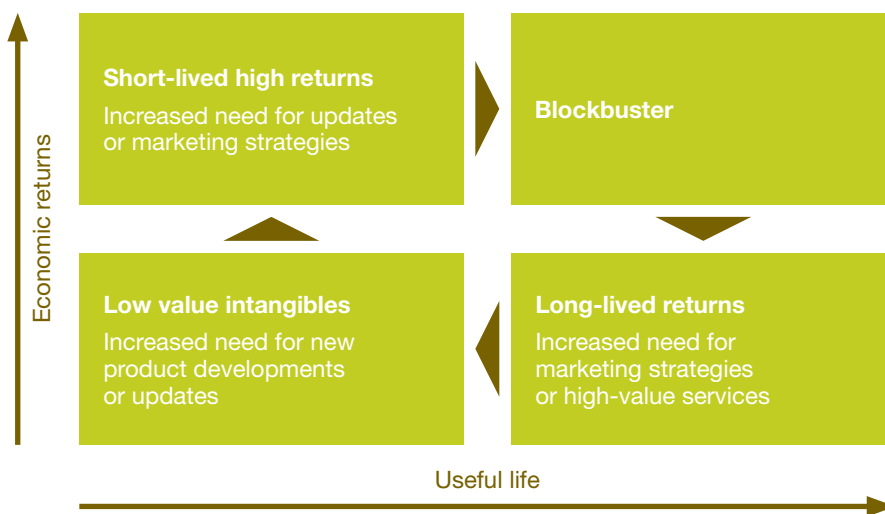 Economic returns
Short-lived high returns
Increased need for updates
or marketing strategies
Blockbuster
Low value intangibles
Increased need for new
product developments
or updates
Long-lived returns
Increased need for
marketing strategies
or high-value services
Useful life